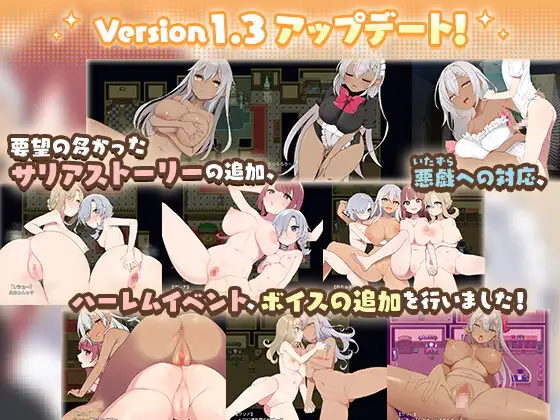 Version1.3 アップデート!
要望の多かった
サリアストーリーの追加、
いたずら
悪戯への対応、
ハーレムイベント、ボイスの追加を行いました!